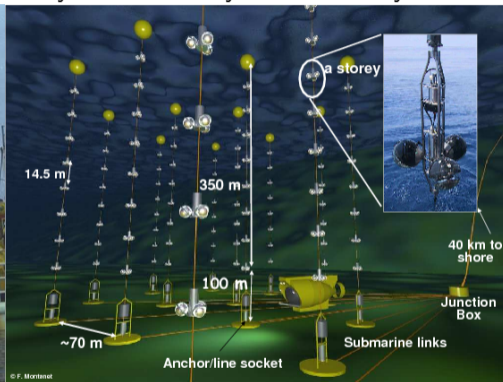 a storey
14.5 m
350 m
40 km to
shore
100 m
Junction
Box
~70 m
Submarine links
Anchor/line socket
© F. Montanet